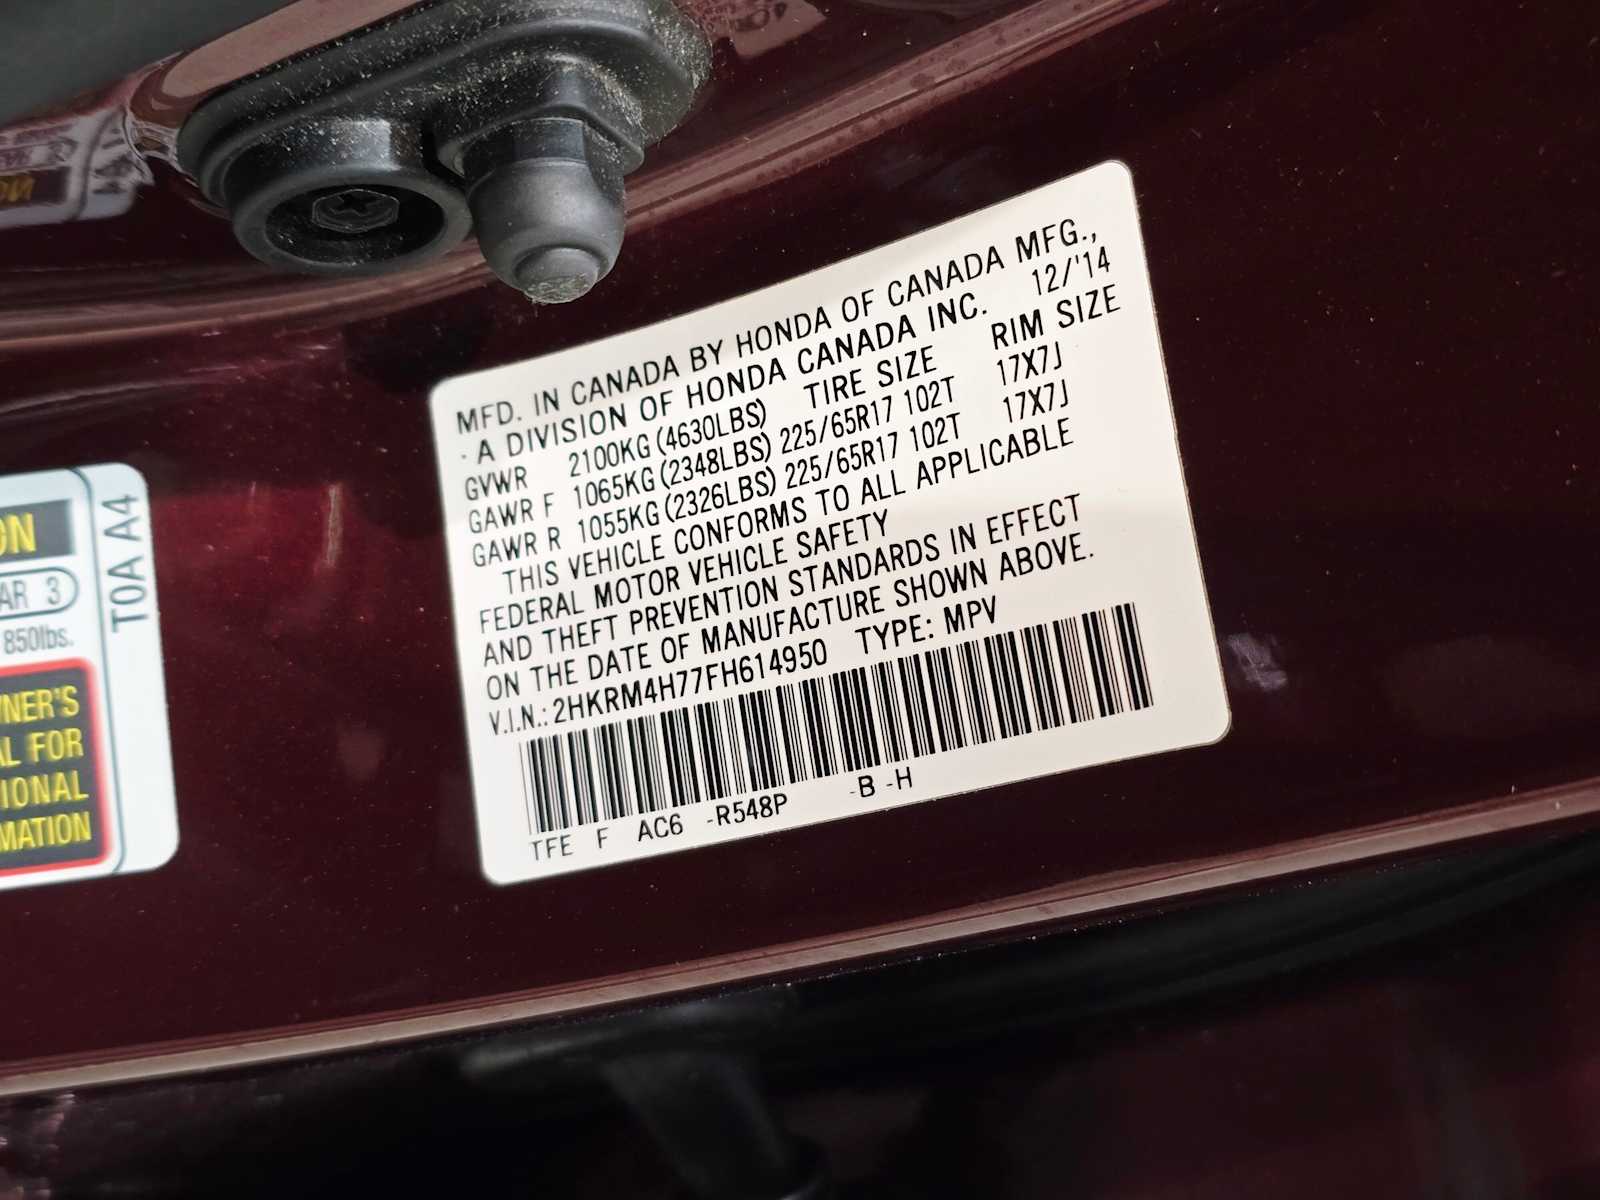 MFD. IN CANADA BY HONDA OF CANADA MFG.,
· A DIVISION OF HONDA CANADA INC. 12/'14
GVWR 2100KG (4630LBS) TIRE SIZE RIM SIZE
GAWR F 1065KG (2348LBS) 225/65R17 102T 17X7J
GAWR R 1055KG (2326LBS) 225/65R17 102T 17X7J
THIS VEHICLE CONFORMS TO ALL APPLICABLE
FEDERAL MOTOR VEHICLE SAFETY
AND THEFT PREVENTION STANDARDS IN EFFECT
ON THE DATE OF MANUFACTURE SHOWN ABOVE.
V.I.N.: 2HKRM4H77FH614950 TYPE: MPV
TFE F AC6 -R548P -B -H
ON
AR 3
850lbs.
NER'S
AL FOR
IONAL
MATION
T0A A4